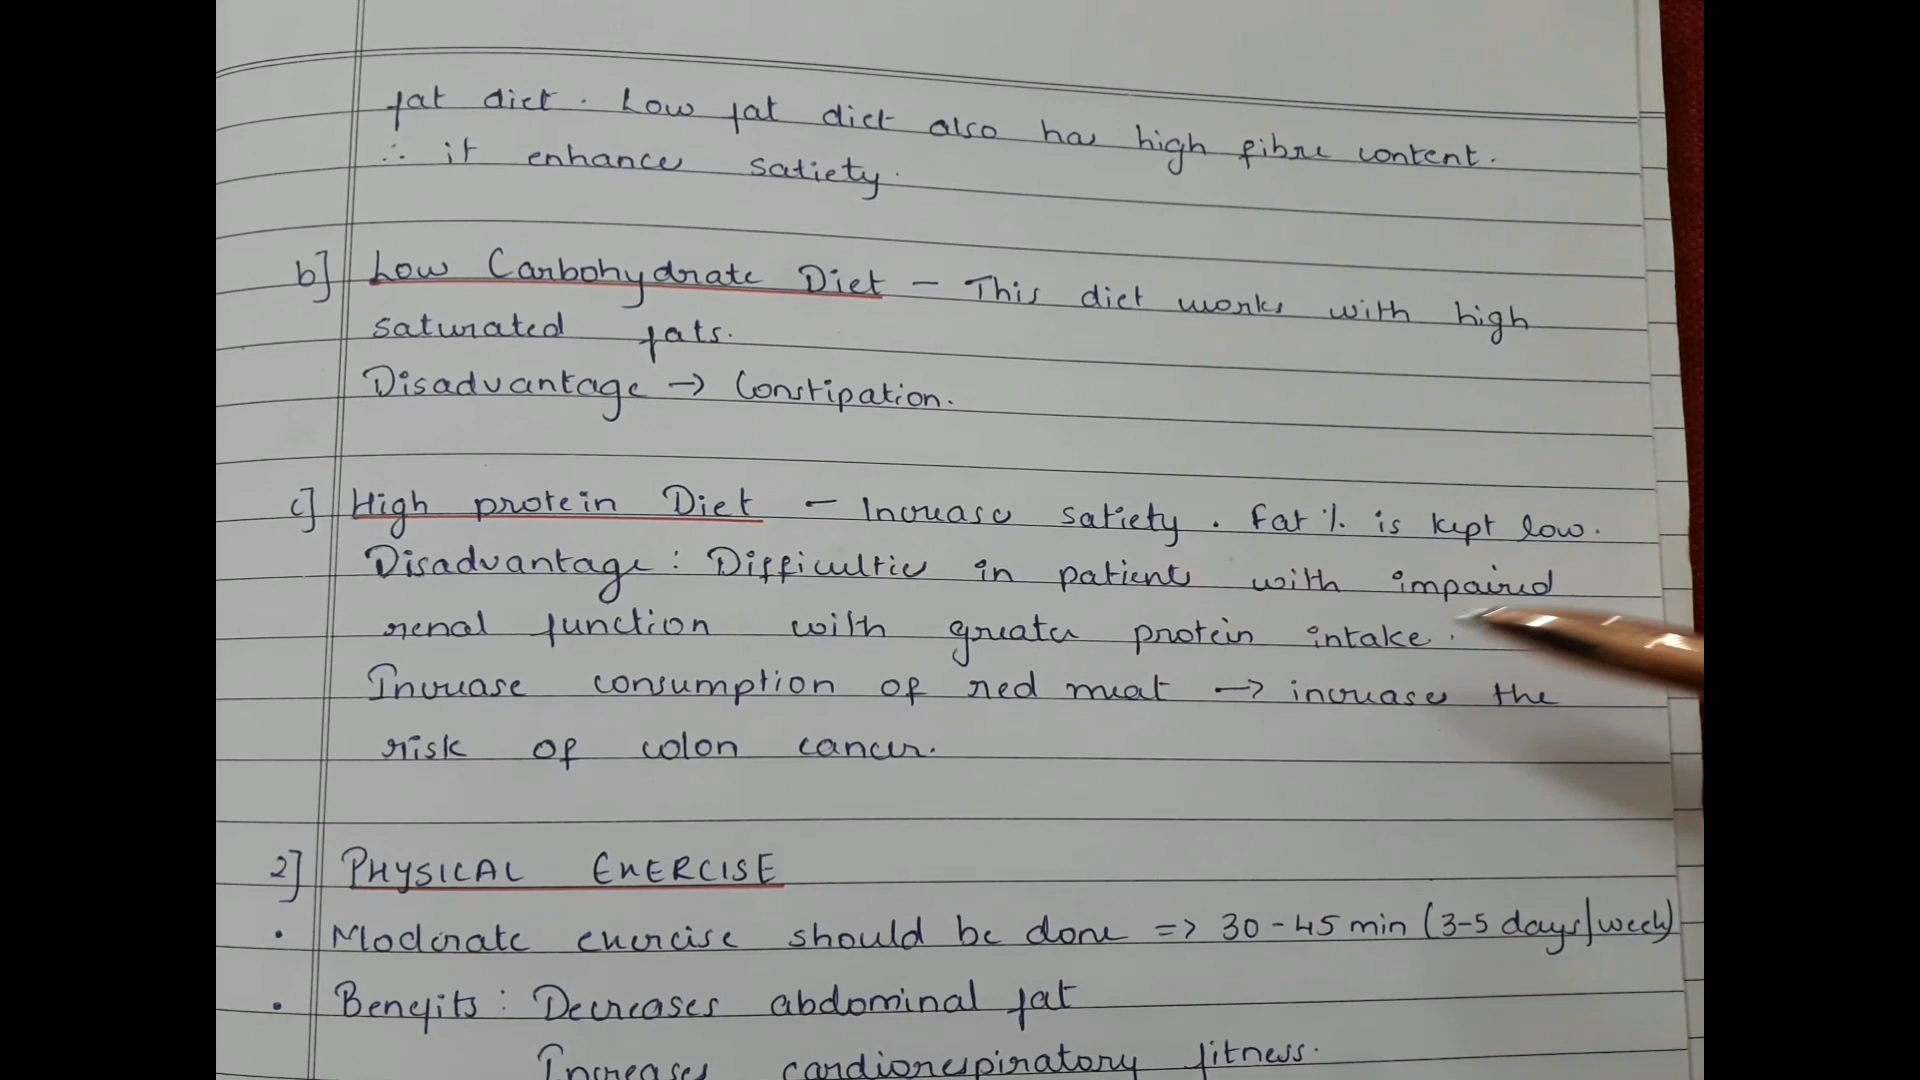 fat diet. Low fat diet also has high fibre content.
∴ it enhances satiety.
b] Low Carbohydrate Diet - This diet works with high
saturated fats.
Disadvantage → Constipation.
c] High protein Diet - Increase satiety. Fat % is kept low.
Disadvantage : Difficulties in patients with impaired
renal function with greater protein intake.
Increase consumption of red meat → increases the
risk of colon cancer.
2] PHYSICAL EXERCISE
• Moderate exercise should be done => 30-45 min (3-5 days/week)
• Benefits : Decreases abdominal fat
Increases cardiorespiratory fitness.